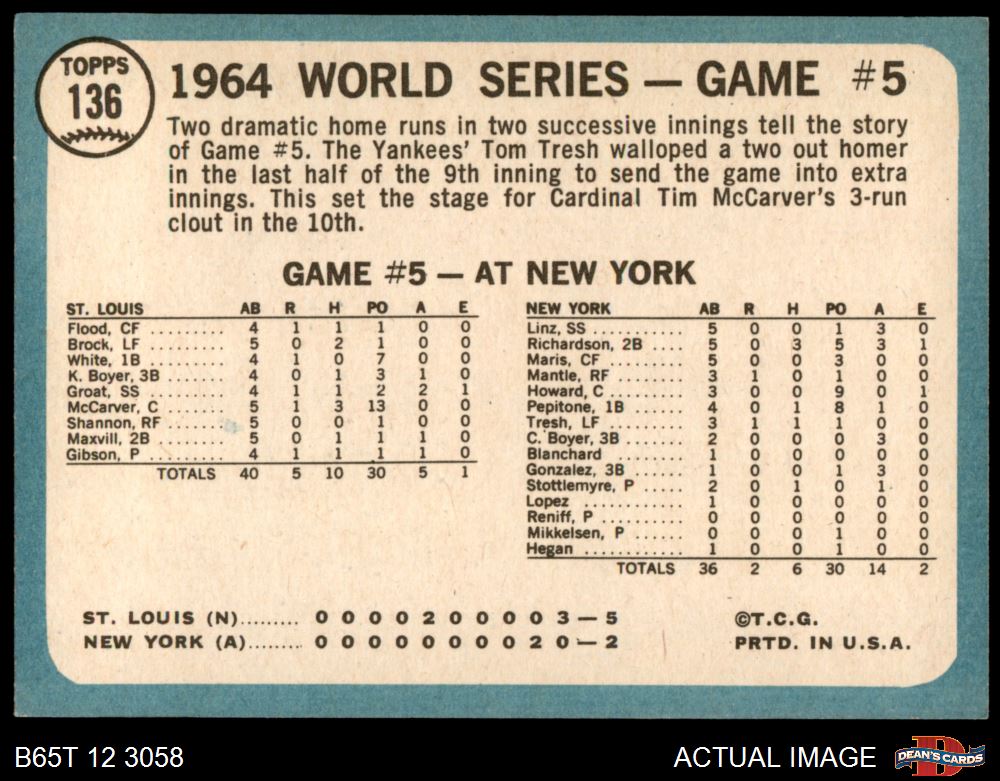 TOPPS
136
1964 WORLD SERIES — GAME #5
Two dramatic home runs in two successive innings tell the story
of Game #5. The Yankees' Tom Tresh walloped a two out homer
in the last half of the 9th inning to send the game into extra
innings. This set the stage for Cardinal Tim McCarver's 3-run
clout in the 10th.
GAME #5 — AT NEW YORK
ST. LOUIS AB R H PO A E
Flood, CF ......... 4 1 1 1 0 0
Brock, LF ......... 5 0 2 1 0 0
White, 1B ......... 4 1 0 7 0 0
K. Boyer, 3B ....... 4 0 1 3 1 0
Groat, SS ......... 4 1 1 2 2 1
McCarver, C ....... 5 1 3 13 0 0
Shannon, RF ....... 5 0 0 1 0 0
Maxvill, 2B ........ 5 0 1 1 1 0
Gibson, P ......... 4 1 1 1 1 0
TOTALS 40 5 10 30 5 1
NEW YORK AB R H PO A E
Linz, SS .......... 5 0 0 1 3 0
Richardson, 2B .... 5 0 3 5 3 1
Maris, CF ......... 5 0 0 3 0 0
Mantle, RF ........ 3 1 0 1 0 0
Howard, C ......... 3 0 0 9 0 1
Pepitone, 1B ...... 4 0 1 8 1 0
Tresh, LF ......... 3 1 1 1 0 0
C. Boyer, 3B ...... 2 0 0 0 3 0
Blanchard ........ 1 0 0 0 0 0
Gonzalez, 3B ...... 1 0 0 1 3 0
Stottlemyre, P ..... 2 0 1 0 1 0
Lopez ........... 1 0 0 0 0 0
Reniff, P ......... 0 0 0 0 0 0
Mikkelsen, P ...... 0 0 0 1 0 0
Hegan ........... 1 0 0 1 0 0
TOTALS 36 2 6 30 14 2
ST. LOUIS (N)......... 0 0 0 0 2 0 0 0 0 3 — 5
NEW YORK (A)........ 0 0 0 0 0 0 0 0 2 0 — 2
©T.C.G.
PRTD. IN U.S.A.
B65T 12 3058
ACTUAL IMAGE
DEAN'S CARDS